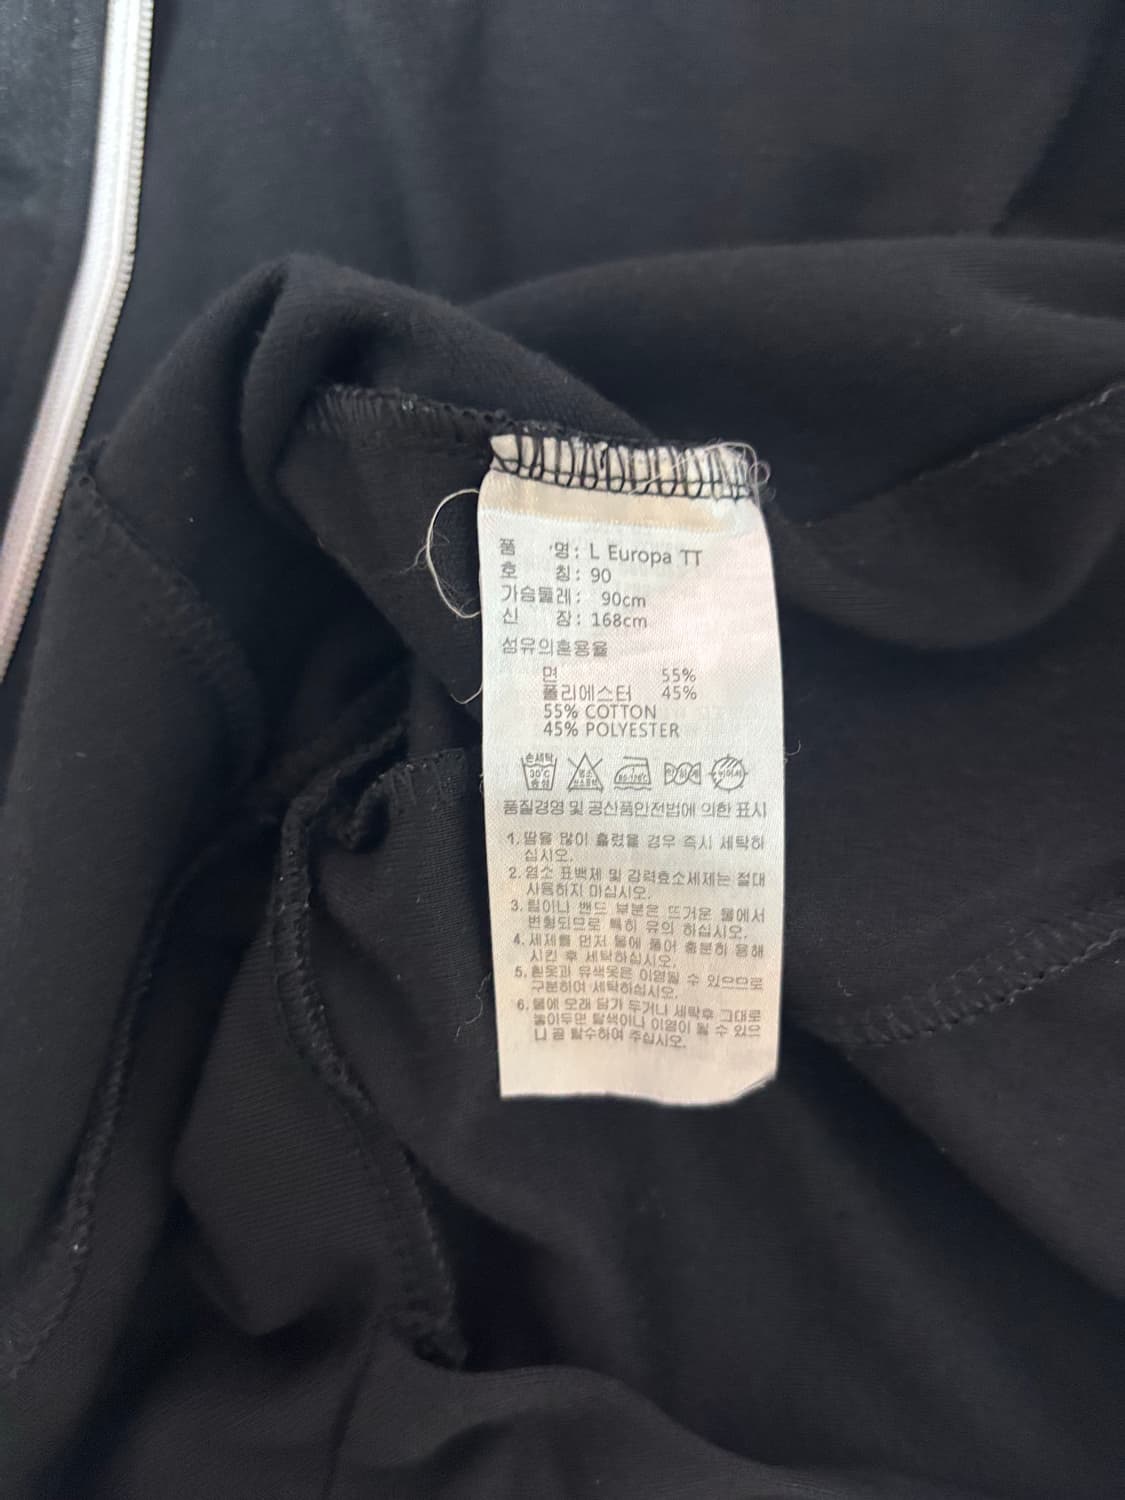 품 명: L Europa TT
호 칭: 90
가슴둘레: 90cm
신 장: 168cm
섬유의혼용율
면 55%
폴리에스터 45%
55% COTTON
45% POLYESTER
손세탁
30℃
중성
품질경영 및 공산품안전법에 의한 표시
1. 땀을 많이 흘렸을 경우 즉시 세탁하
십시오.
2. 염소 표백제 및 강력효소세제는 절대
사용하지 마십시오.
3. 팀이나 밴드 부분은 뜨거운 물에서
변형되므로 특히 유의 하십시오.
4. 세제를 먼저 물에 풀어 충분히 용해
시킨 후 세탁하십시오.
5. 흰옷과 유색옷은 이염될 수 있으므로
구분하여 세탁하십시오.
6. 물에 오래 담가 두거나 세탁후 그대로
놓아두면 탈색이나 이염이 될 수 있으
니 곧 탈수하여 주십시오.